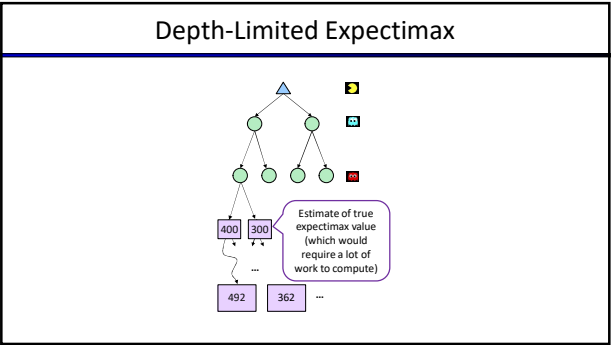 Depth-Limited Expectimax
400 300
Estimate of true
expectimax value
(which would
require a lot of
work to compute)
...
492 362 ...